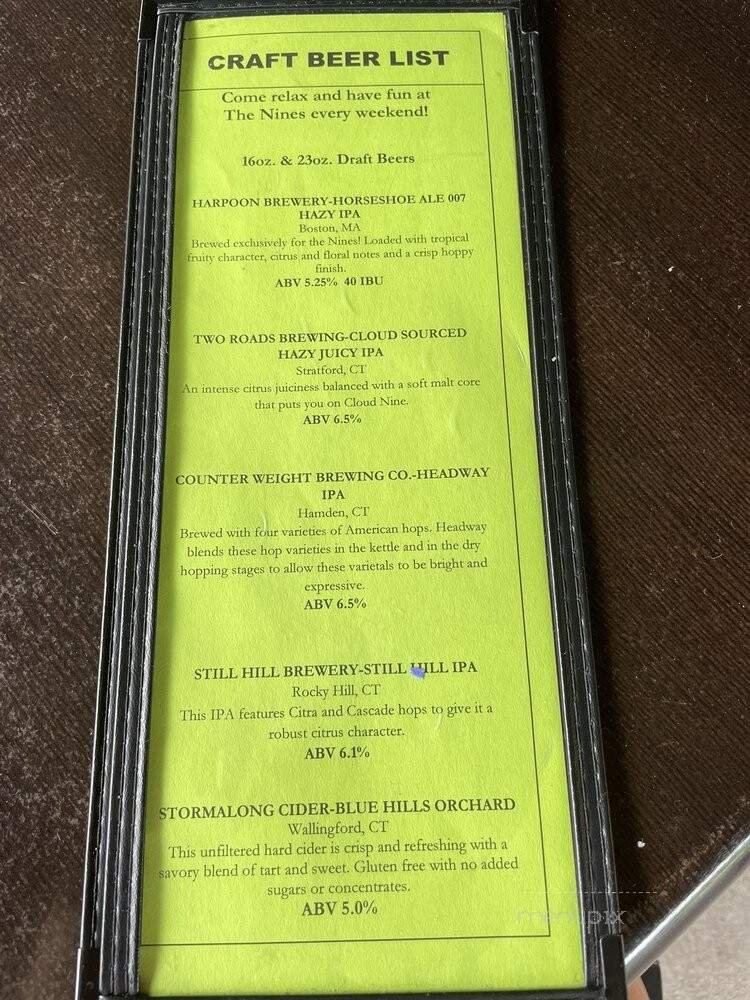 CRAFT BEER LIST
Come relax and have fun at
The Nines every weekend!
16oz. & 23oz. Draft Beers
HARPOON BREWERY-HORSESHOE ALE 007
HAZY IPA
Boston, MA
Brewed exclusively for the Nines! Loaded with tropical
fruity character, citrus and floral notes and a crisp hoppy
finish.
ABV 5.25% 40 IBU
TWO ROADS BREWING-CLOUD SOURCED
HAZY JUICY IPA
Stratford, CT
An intense citrus juiciness balanced with a soft malt core
that puts you on Cloud Nine.
ABV 6.5%
COUNTER WEIGHT BREWING CO.-HEADWAY
IPA
Hamden, CT
Brewed with four varieties of American hops. Headway
blends these hop varieties in the kettle and in the dry
hopping stages to allow these varietals to be bright and
expressive.
ABV 6.5%
STILL HILL BREWERY-STILL HILL IPA
Rocky Hill, CT
This IPA features Citra and Cascade hops to give it a
robust citrus character.
ABV 6.1%
STORMALONG CIDER-BLUE HILLS ORCHARD
Wallingford, CT
This unfiltered hard cider is crisp and refreshing with a
savory blend of tart and sweet. Gluten free with no added
sugars or concentrates.
ABV 5.0%
menupix